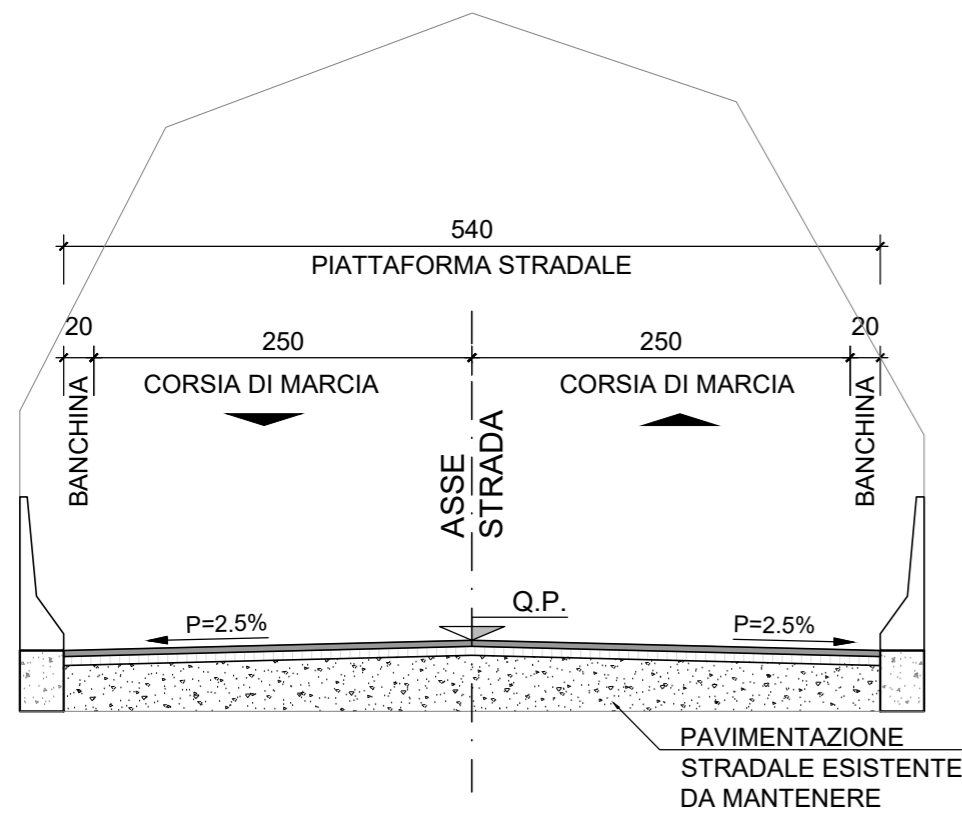 540
PIATTAFORMA STRADALE
20
250
250
20
BANCHINA
CORSIA DI MARCIA
CORSIA DI MARCIA
BANCHINA
ASSE
STRADA
Q.P.
P=2.5%
P=2.5%
PAVIMENTAZIONE
STRADALE ESISTENTE
DA MANTENERE